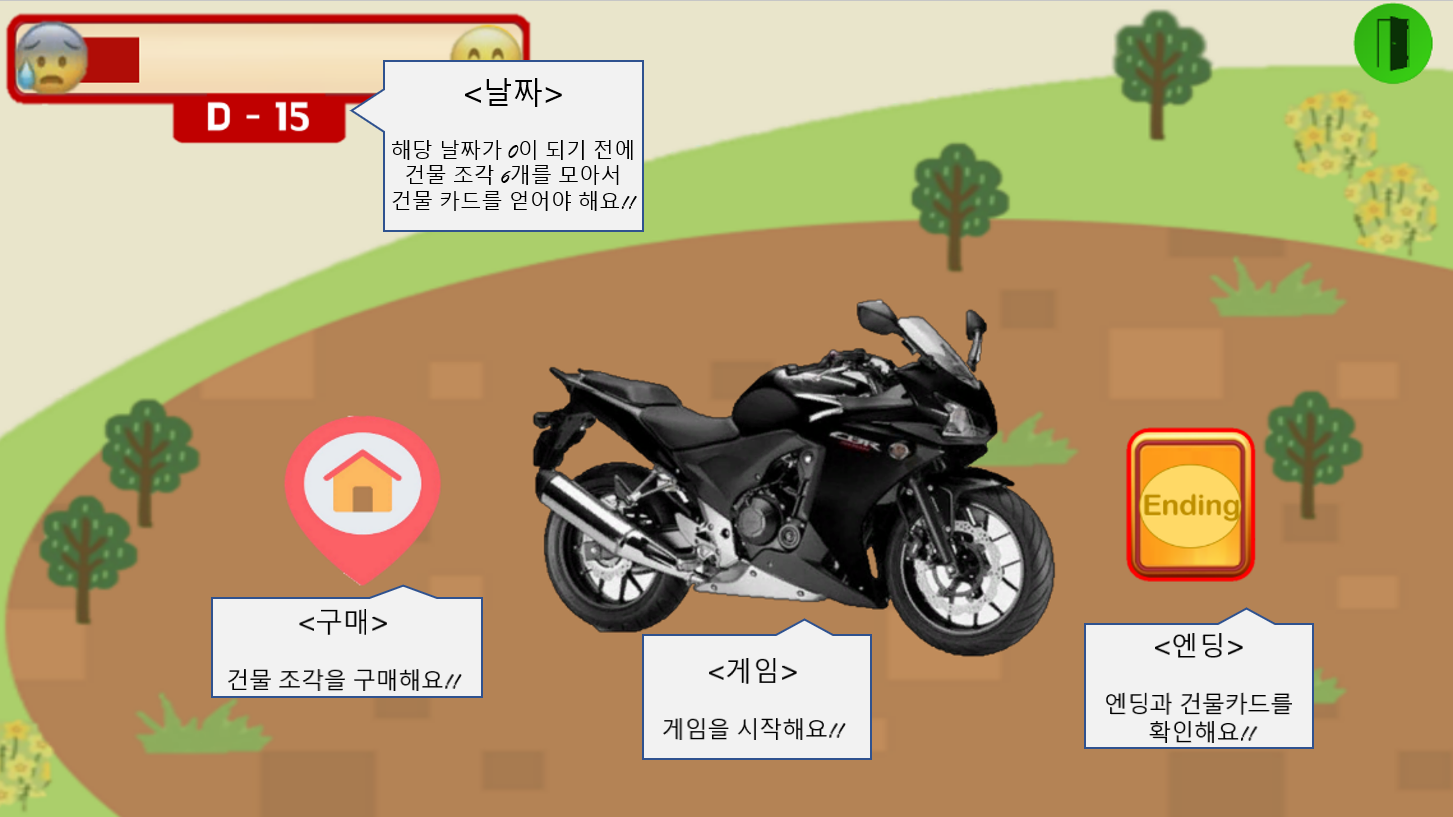 D - 15
<날짜>
해당 날짜가 0이 되기 전에
건물 조각 6개를 모아서
건물 카드를 얻어야 해요!!
CBR
Ending
<구매>
건물 조각을 구매해요!!
<게임>
게임을 시작해요!!
<엔딩>
엔딩과 건물카드를
확인해요!!